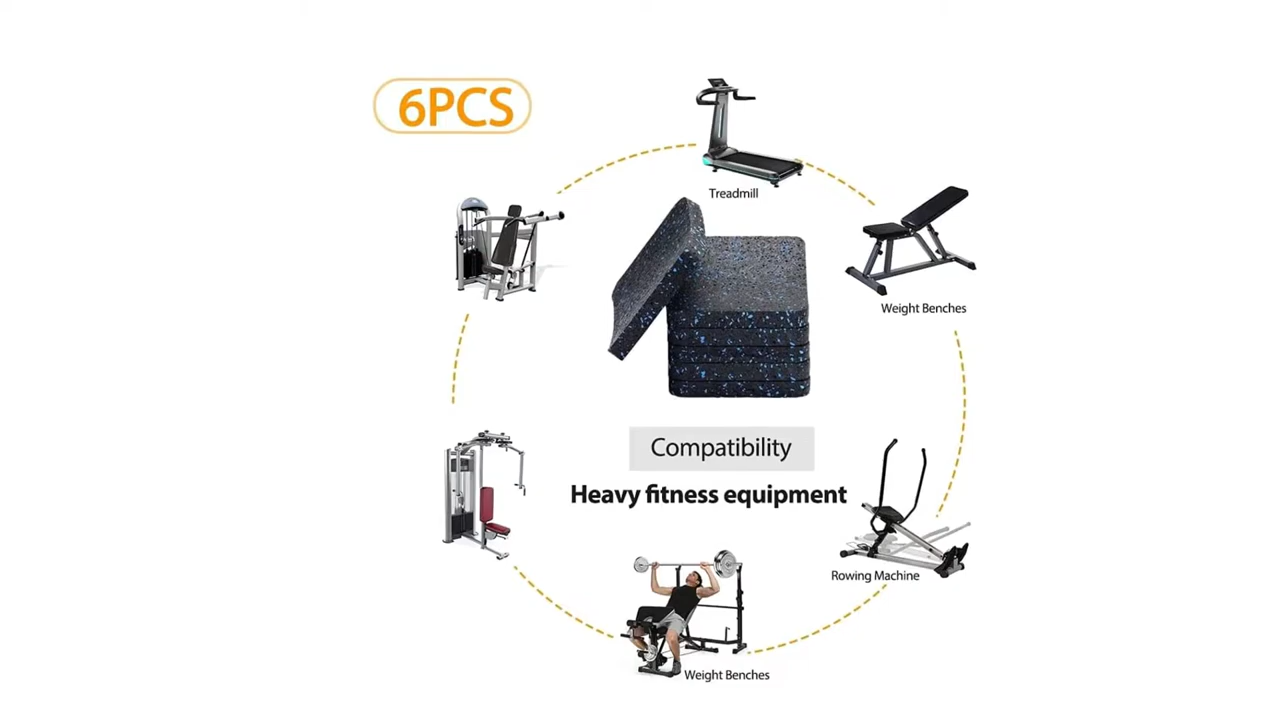 6PCS
Treadmill
Weight Benches
Compatibility
Heavy fitness equipment
Rowing Machine
Weight Benches